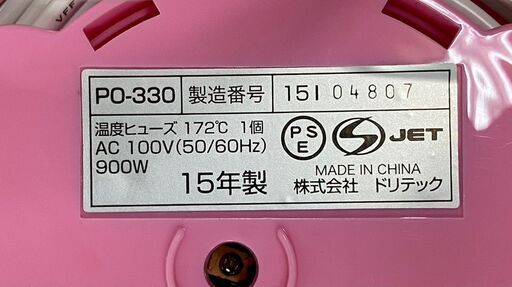 VFF
PO-330 製造番号 15I 04807
温度ヒューズ 172℃ 1個
AC 100V(50/60Hz)
900W
PSE
JET
MADE IN CHINA
15年製
株式会社 ドリテック